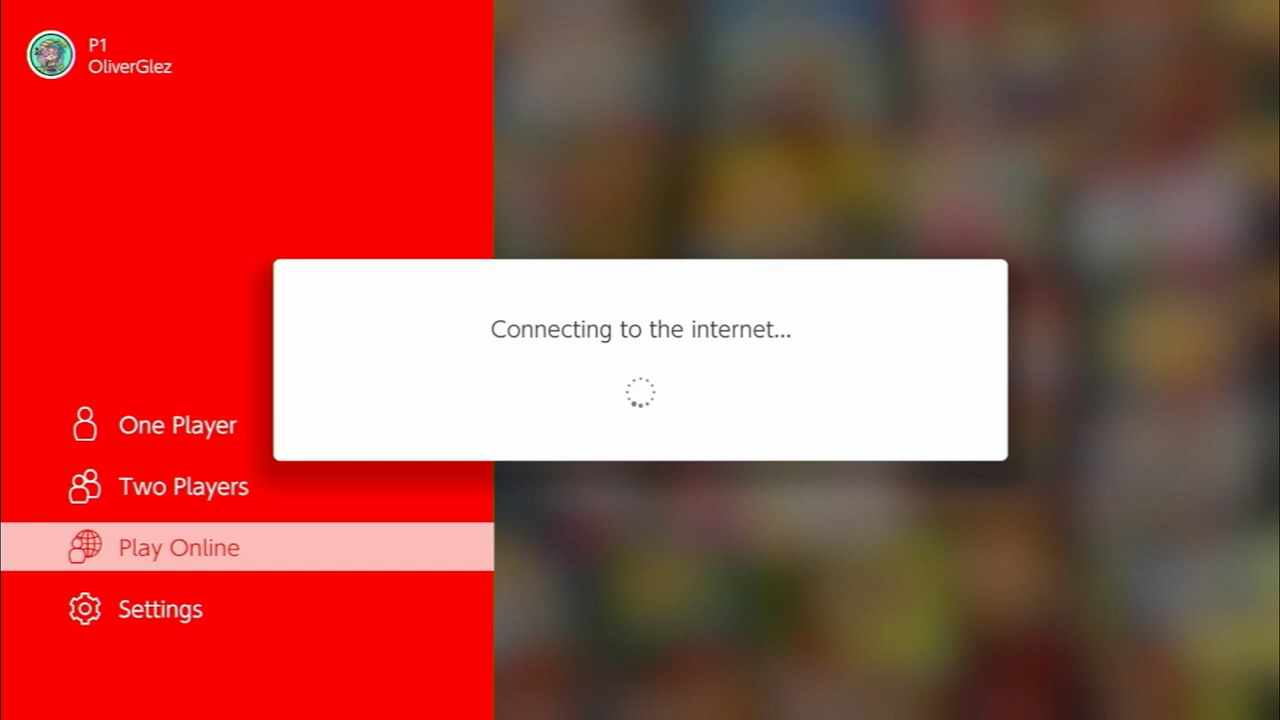 P1
OliverGlez
Connecting to the internet...
One Player
Two Players
Play Online
Settings